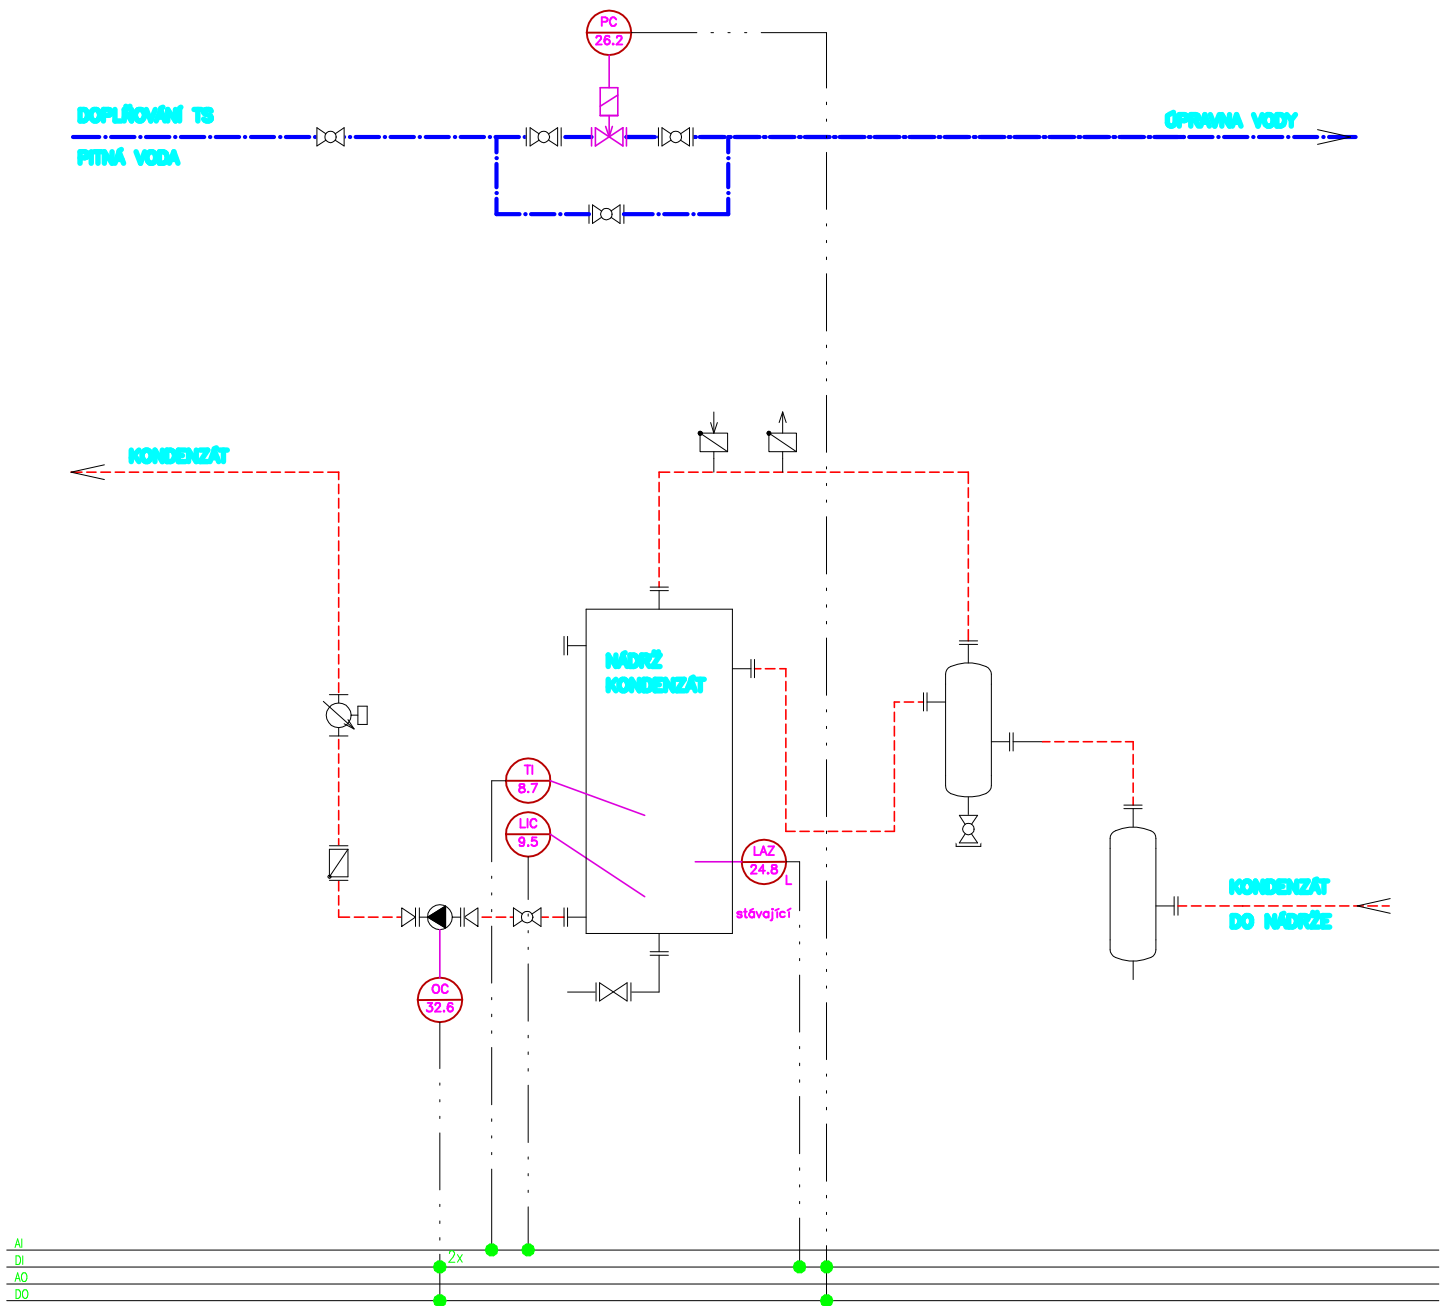 PC
26.2
DOPLŇOVÁNÍ TS
PITNÁ VODA
ÚPRAVNA VODY
KONDENZÁT
NÁDRŽ
KONDENZÁT
TI
8.7
LIC
9.5
LAZ
24.8
L
stávající
KONDENZÁT
DO NÁDRŽE
OC
32.6
AI
DI
2x
AO
DO